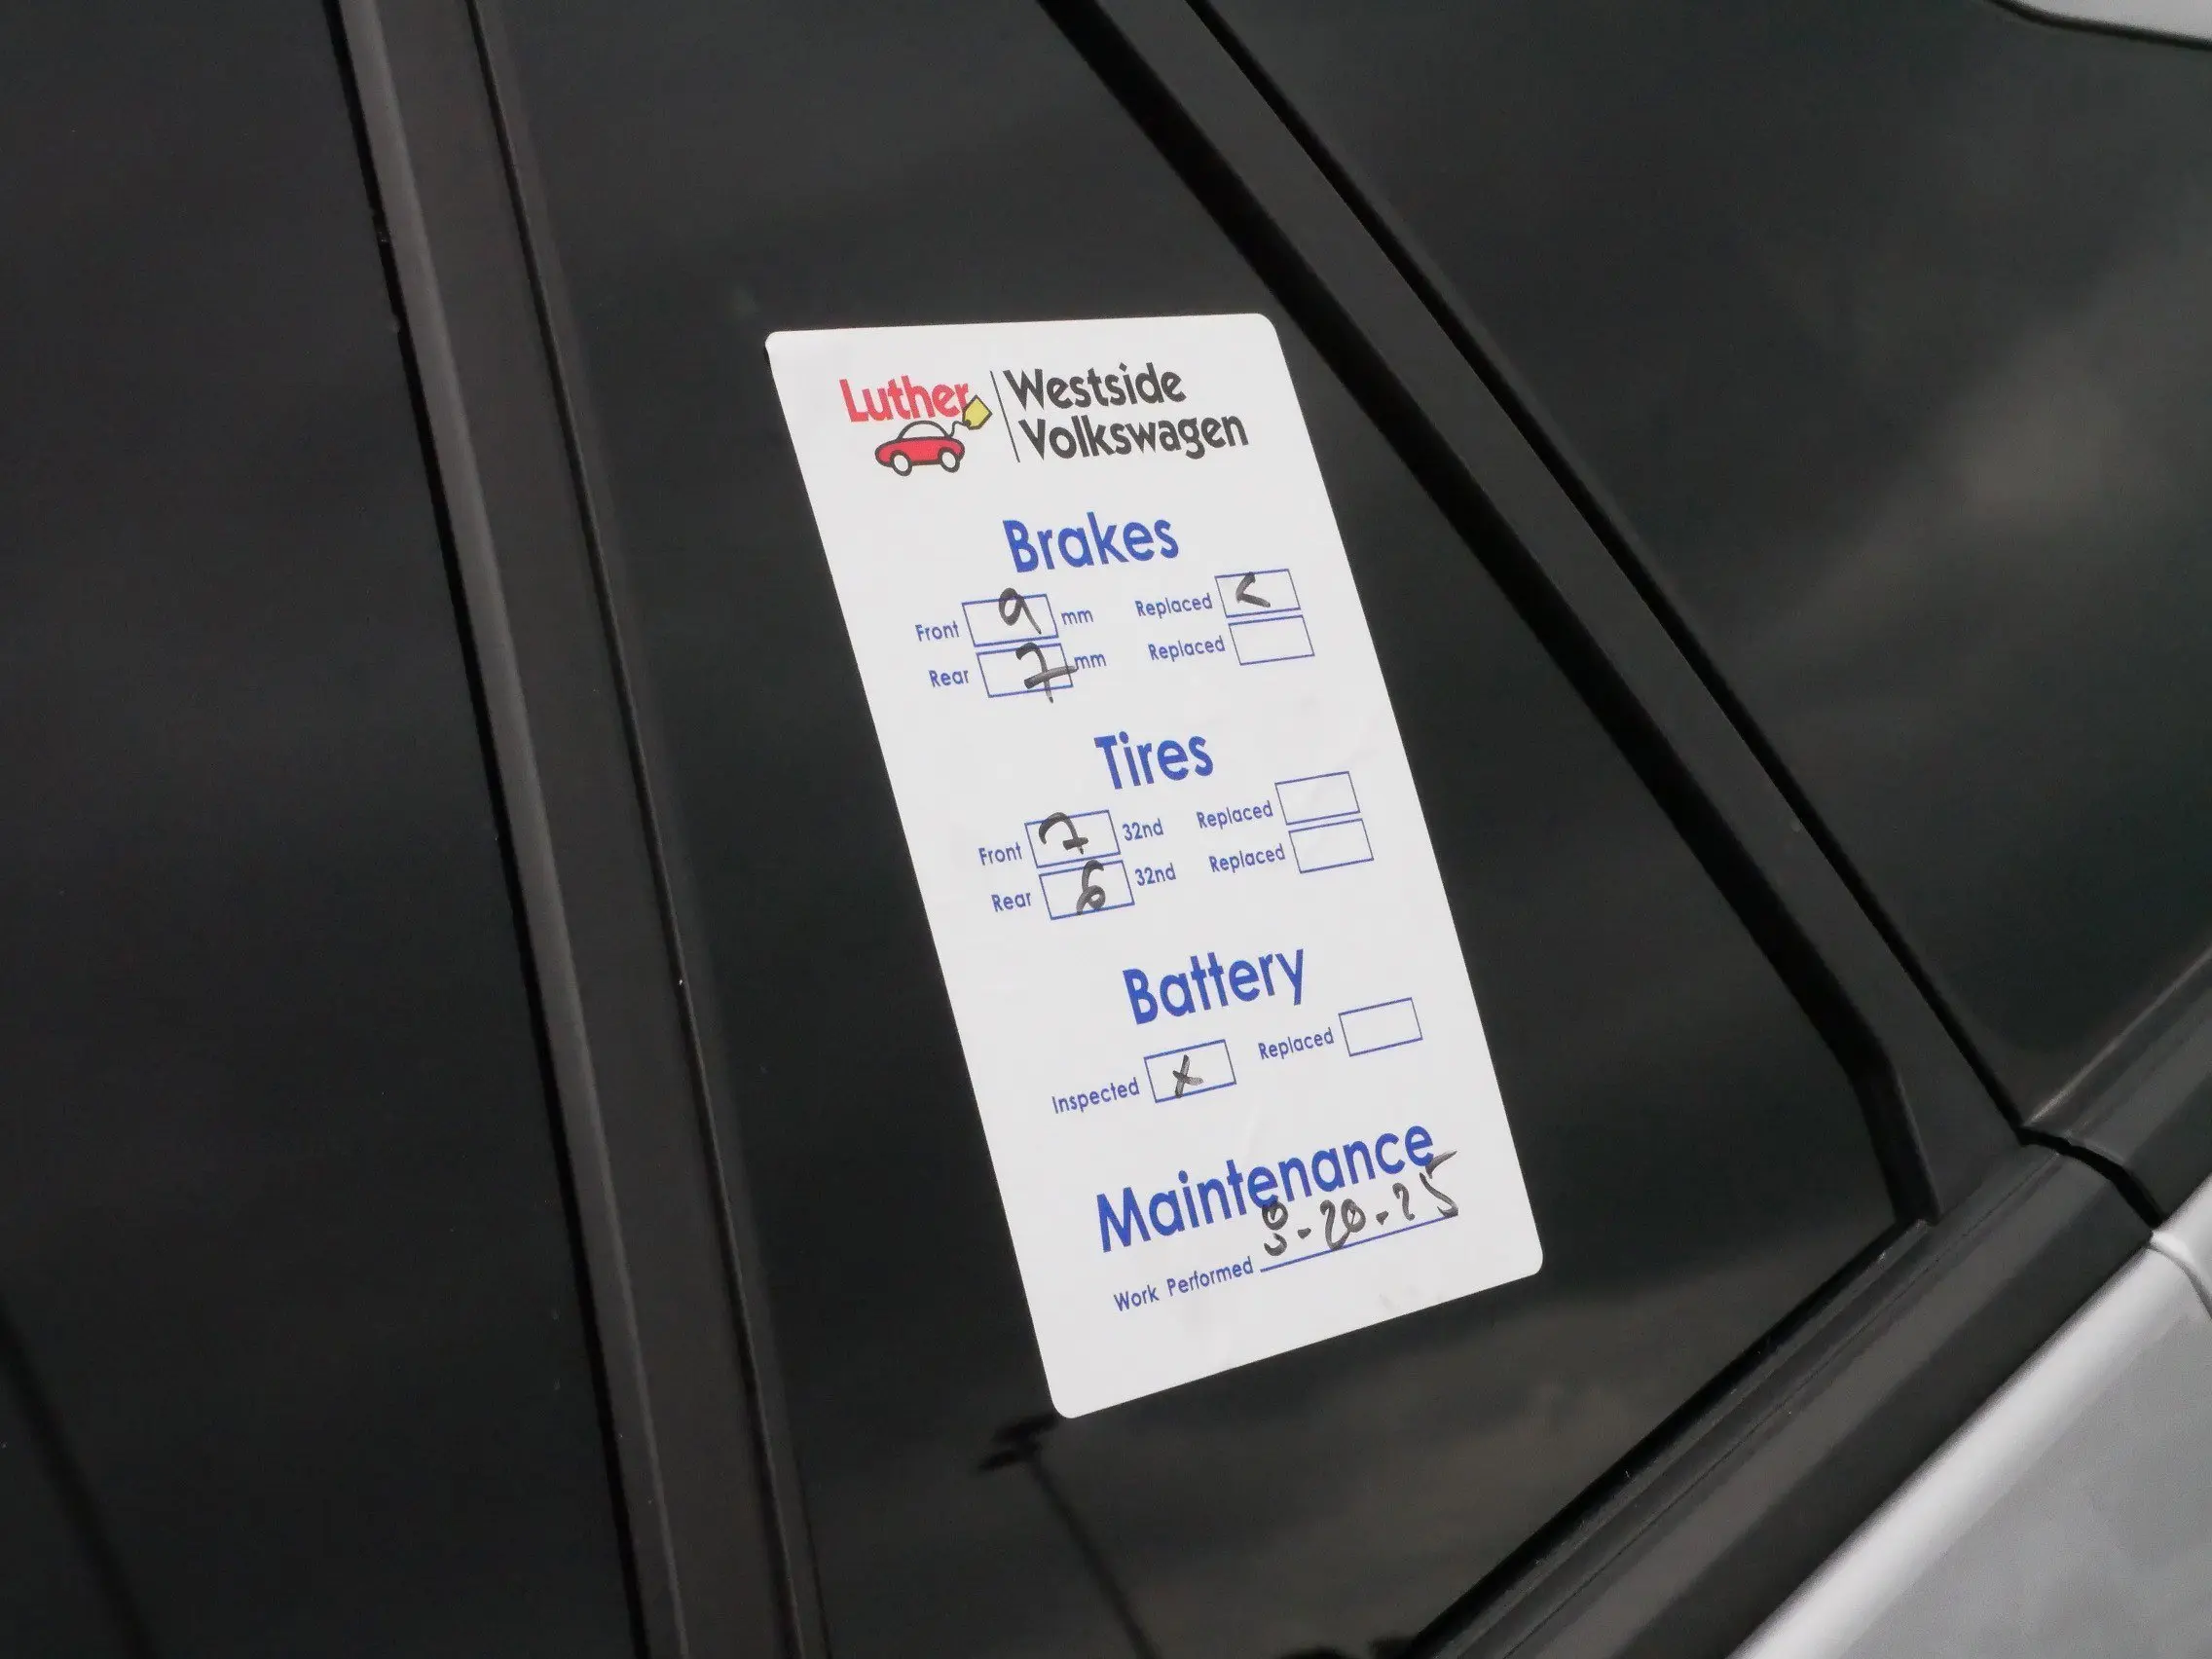 Luther Westside
Volkswagen
Brakes
Front 9 mm Replaced <
Rear 7 mm Replaced
Tires
Front 7 32nd Replaced
Rear 6 32nd Replaced
Battery
Inspected x Replaced
Maintenance
Work Performed 8-20-25